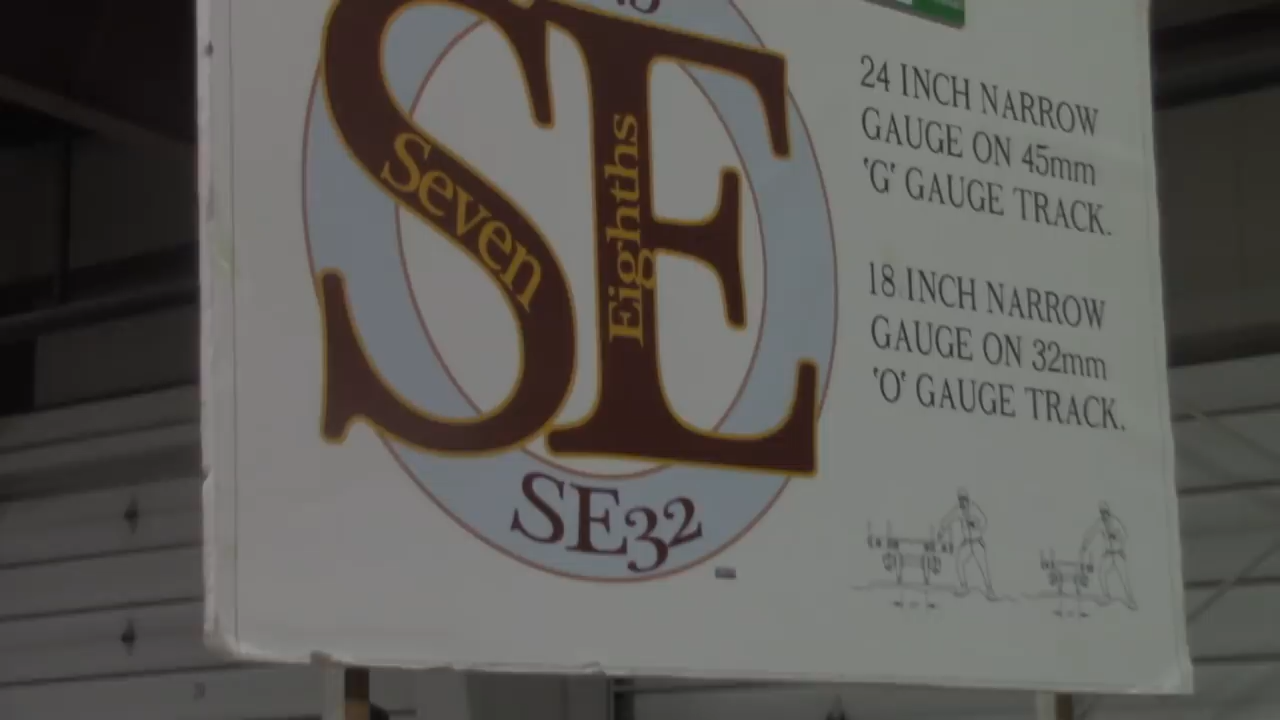 SE
Seven
Eighths
SE32
24 INCH NARROW
GAUGE ON 45mm
'G' GAUGE TRACK.
18 INCH NARROW
GAUGE ON 32mm
'O' GAUGE TRACK.